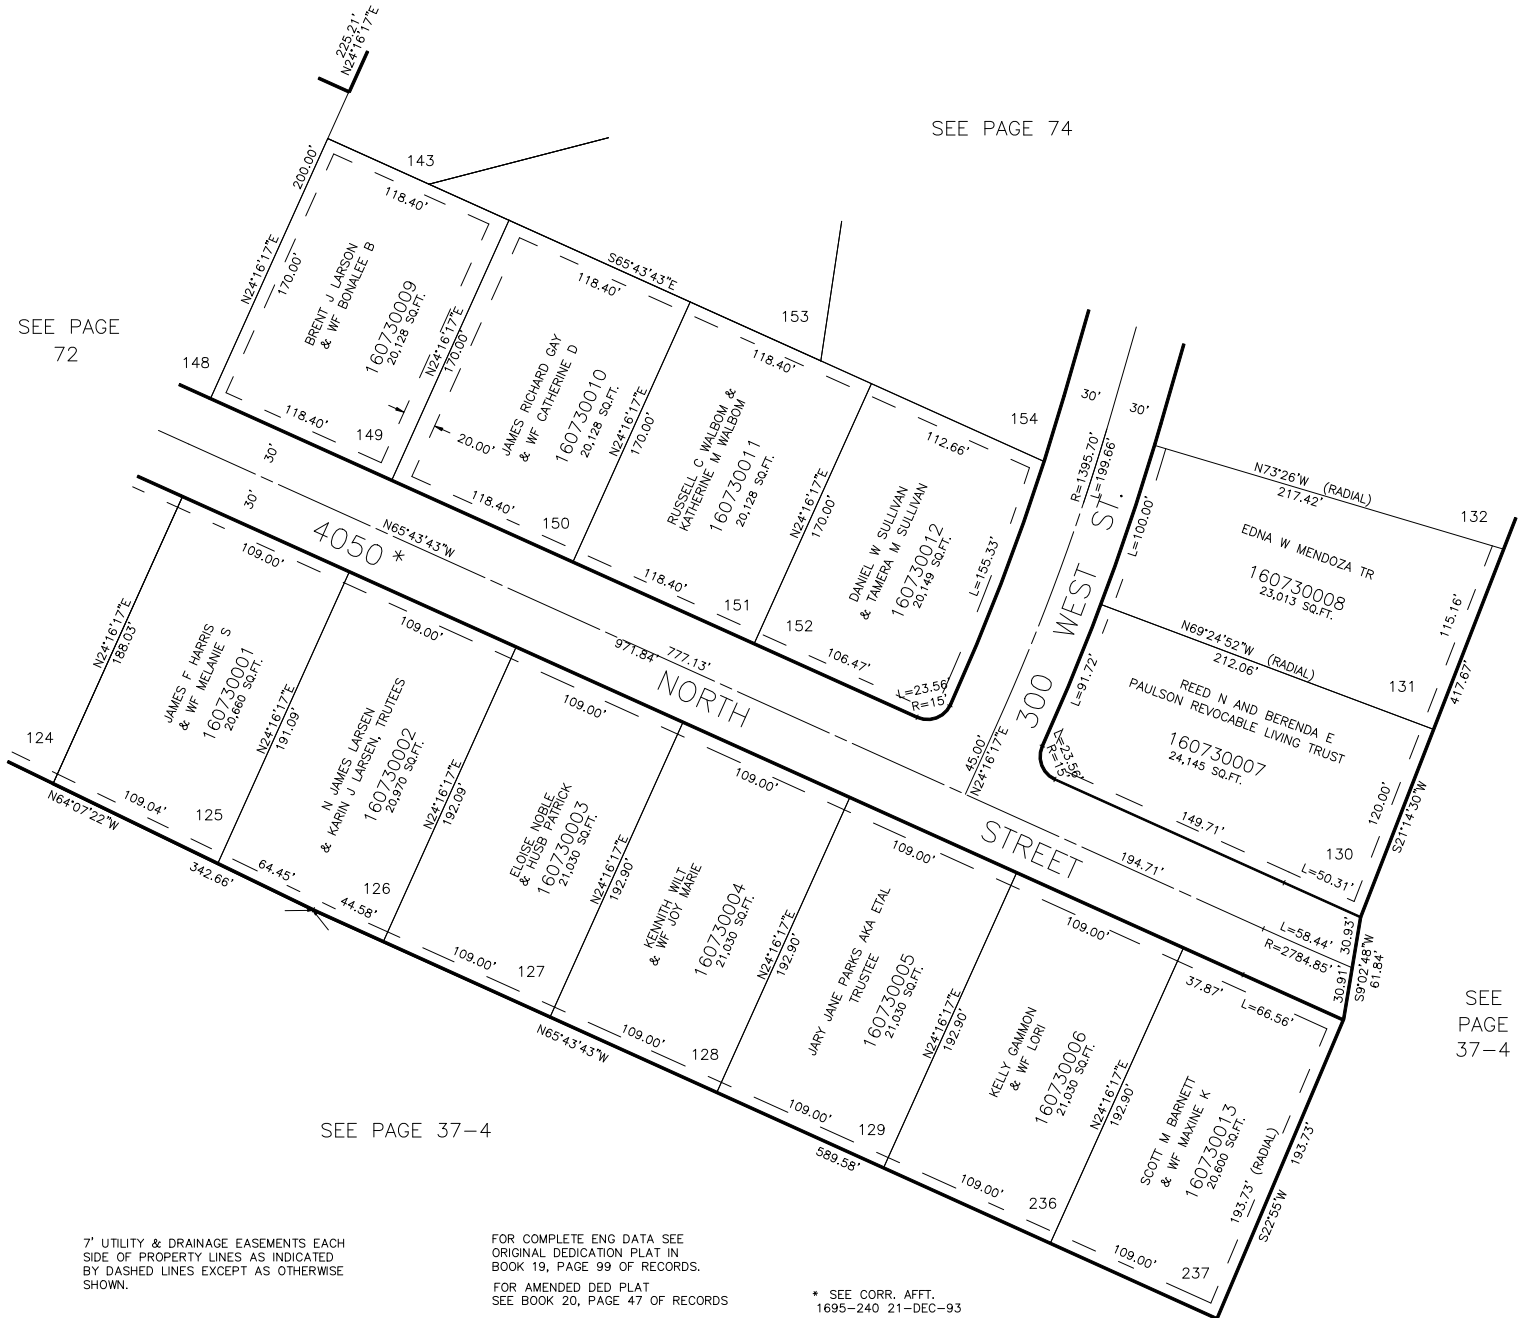 225.21'
N24°16'17"E
SEE PAGE 74
143
200.00'
118.40'
N24°16'17"E
170.00'
BRENT J LARSON
& WF BONALEE B
160730009
20,128 SQ.FT.
N24°16'17"E
170.00'
118.40'
149
148
SEE PAGE
72
S65°43'43"E
118.40'
JAMES RICHARD GAY
& WF CATHERINE D
160730010
20,128 SQ.FT.
20.00'
N24°16'17"E
170.00'
118.40'
150
153
118.40'
RUSSELL C WALBOM &
KATHERINE M WALBOM
160730011
20,128 SQ.FT.
N24°16'17"E
170.00'
118.40'
151
154
112.66'
DANIEL W SULLIVAN
& TAMERA M SULLIVAN
160730012
20,149 SQ.FT.
L=155.33'
152
106.47'
L=23.56'
R=15'
30'
30'
R=1395.70'
L=199.66'
300 WEST ST.
45.00'
N24°16'17"E
N73°26'W (RADIAL)
217.42'
132
L=100.00'
EDNA W MENDOZA TR
160730008
23,013 SQ.FT.
115.16'
417.67'
N69°24'52"W (RADIAL)
212.06'
131
L=91.72'
REED N AND BERENDA E
PAULSON REVOCABLE LIVING TRUST
160730007
24,145 SQ.FT.
L=23.56'
R=15'
120.00'
S21°14'30"W
149.71'
130
L=50.31'
30'
30'
4050 * NORTH STREET
N65°43'43"W
971.84'
777.13'
194.71'
L=58.44'
R=2784.85'
30.93'
30.91'
S9°02'48"W
61.84'
109.00'
N24°16'17"E
188.03'
JAMES F HARRIS
& WF MELANIE S
160730001
20,660 SQ.FT.
N24°16'17"E
191.09'
124
N64°07'22"W
109.04'
125
342.66'
109.00'
N JAMES LARSEN
& KARIN J LARSEN, TRUTEES
160730002
20,970 SQ.FT.
N24°16'17"E
192.09'
64.45'
44.58'
126
109.00'
ELOISE NOBLE
& HUSB PATRICK
160730003
21,030 SQ.FT.
N24°16'17"E
192.90'
109.00'
127
109.00'
KENNITH WILT
& WF JOY MARIE
160730004
21,030 SQ.FT.
N24°16'17"E
192.90'
109.00'
128
N65°43'43"W
109.00'
JARY JANE PARKS AKA ETAL
TRUSTEE
160730005
21,030 SQ.FT.
N24°16'17"E
192.90'
109.00'
129
589.58'
109.00'
KELLY GAMMON
& WF LORI
160730006
21,030 SQ.FT.
N24°16'17"E
192.90'
109.00'
236
37.87'
L=66.56'
SCOTT M BARNETT
& WF MAXINE K
160730013
20,600 SQ.FT.
193.73' (RADIAL)
193.73'
S22°55'W
109.00'
237
SEE
PAGE
37-4
SEE PAGE 37-4
7' UTILITY & DRAINAGE EASEMENTS EACH
SIDE OF PROPERTY LINES AS INDICATED
BY DASHED LINES EXCEPT AS OTHERWISE
SHOWN.
FOR COMPLETE ENG DATA SEE
ORIGINAL DEDICATION PLAT IN
BOOK 19, PAGE 99 OF RECORDS.
FOR AMENDED DED PLAT
SEE BOOK 20, PAGE 47 OF RECORDS
* SEE CORR. AFFT.
1695-240 21-DEC-93